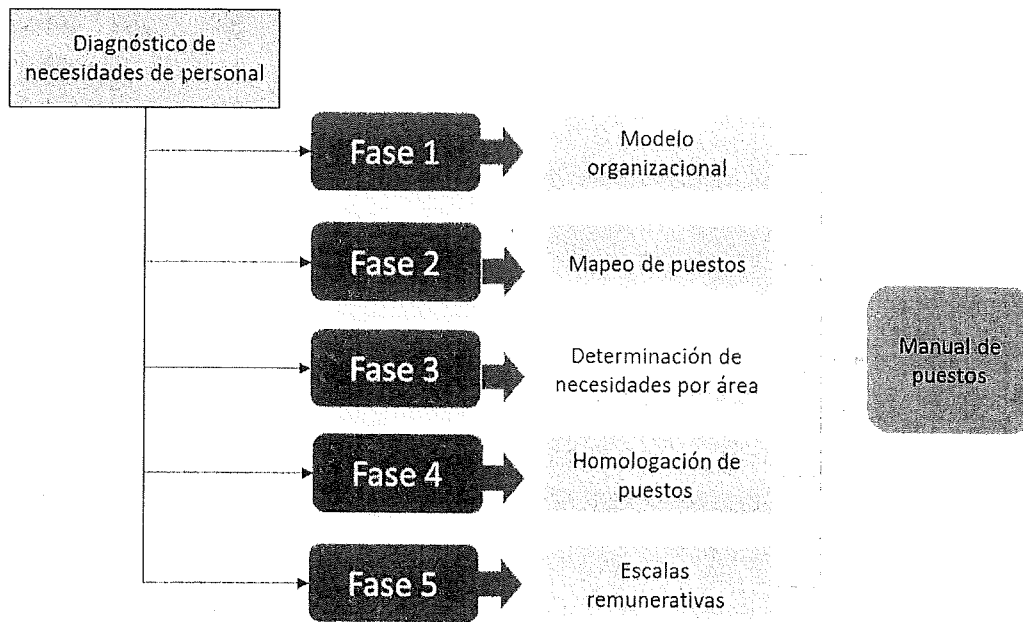 Diagnóstico de
necesidades de personal
Fase 1
Modelo
organizacional
Fase 2
Mapeo de puestos
Fase 3
Determinación de
necesidades por área
Fase 4
Homologación de
puestos
Fase 5
Escalas
remunerativas
Manual de
puestos